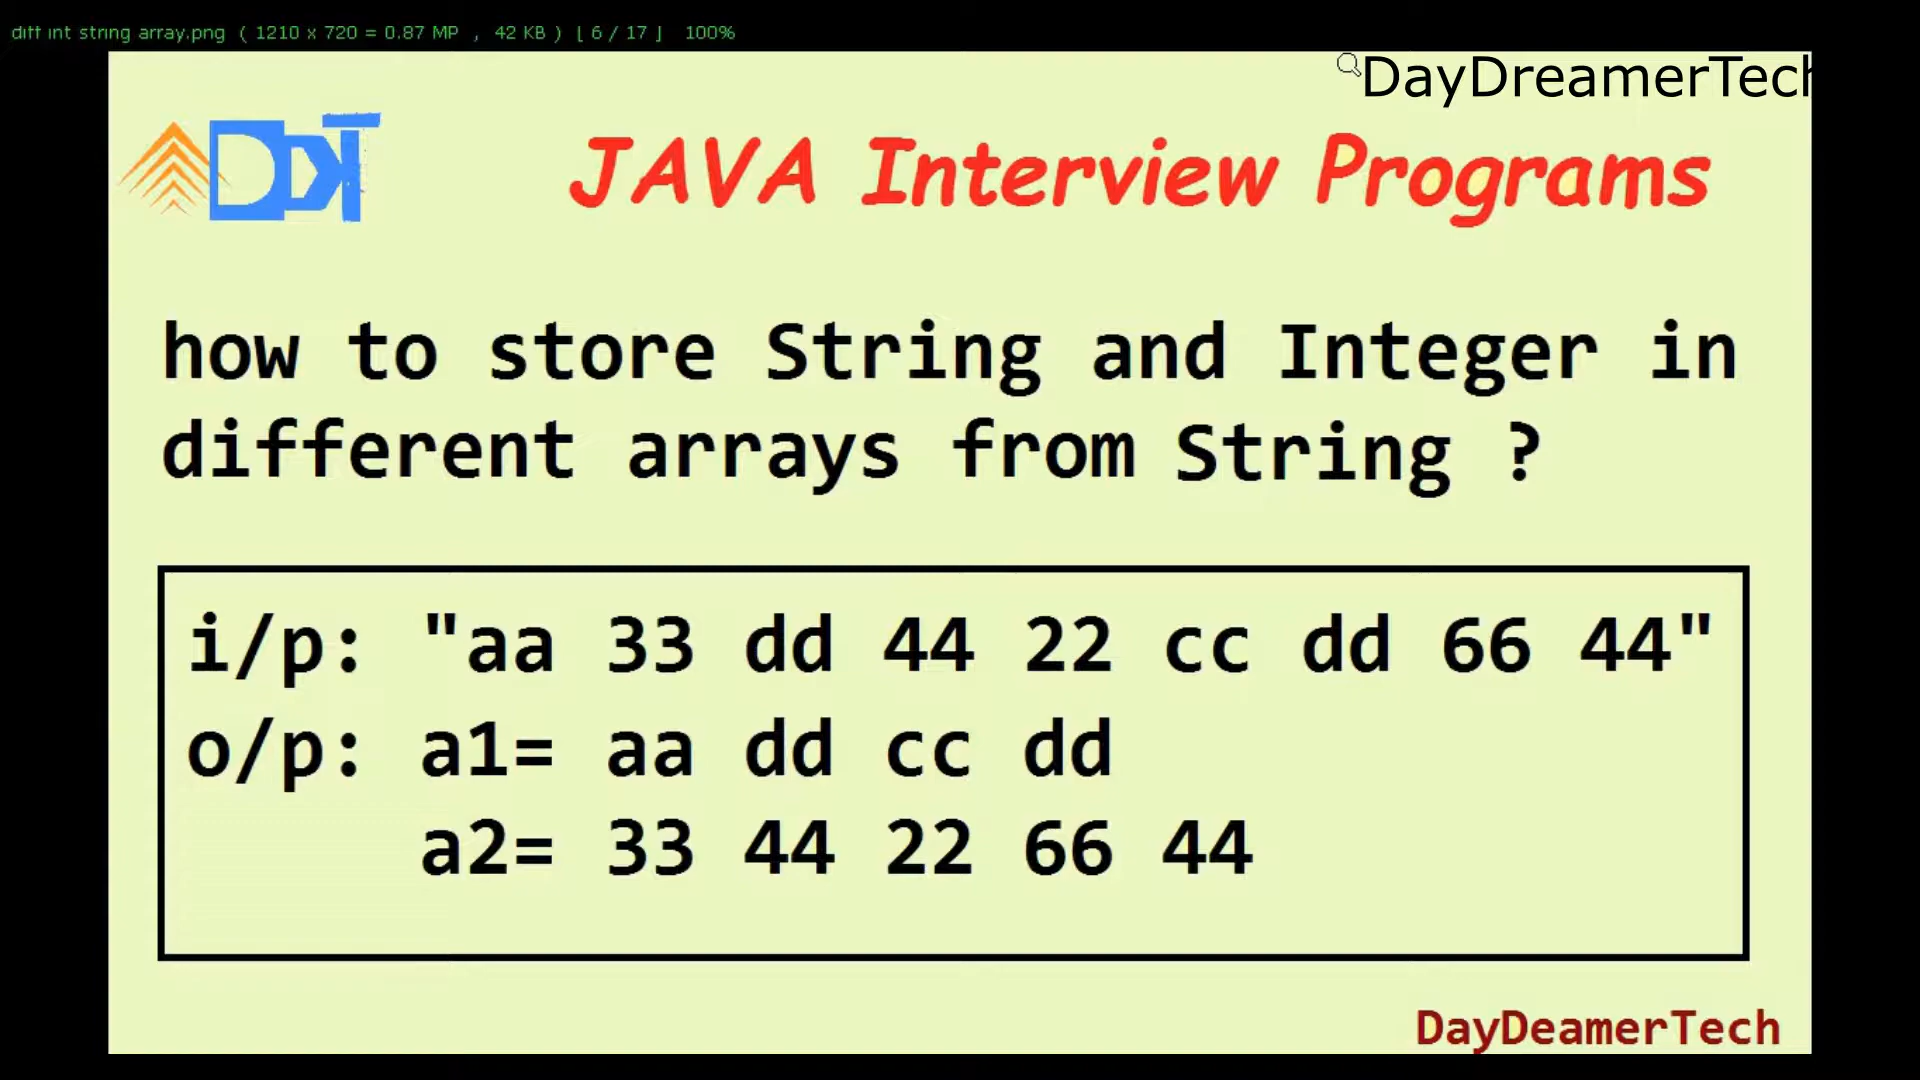 diff int string array.png ( 1210 x 720 = 0.87 MP , 42 KB ) [ 6 / 17 ] 100%
DayDreamerTech
DDT
JAVA Interview Programs
how to store String and Integer in
different arrays from String ?
i/p: "aa 33 dd 44 22 cc dd 66 44"
o/p: a1= aa dd cc dd
a2= 33 44 22 66 44
DayDeamerTech